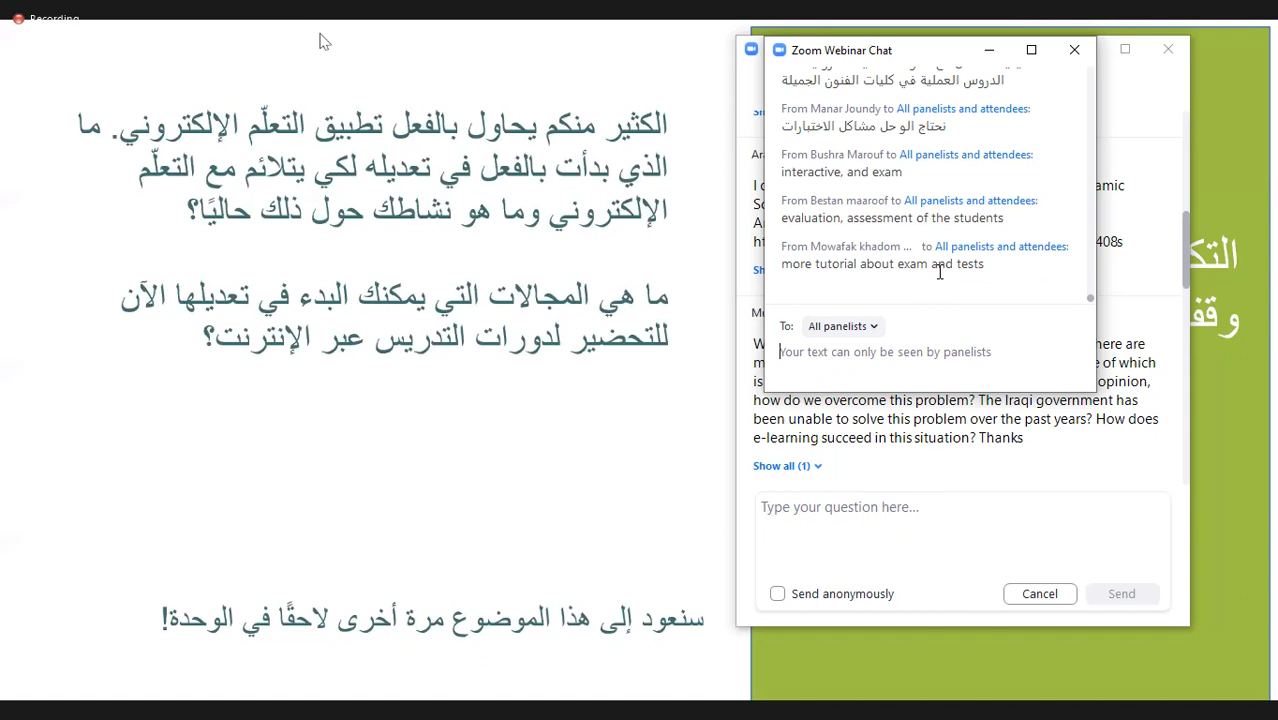 Recording
الكثير منكم يحاول بالفعل تطبيق التعلّم الإلكتروني. ما
الذي بدأت بالفعل في تعديله لكي يتلائم مع التعلّم
الإلكتروني وما هو نشاطك حول ذلك حاليًا؟
ما هي المجالات التي يمكنك البدء في تعديلها الآن
للتحضير لدورات التدريس عبر الإنترنت؟
سنعود إلى هذا الموضوع مرة أخرى لاحقًا في الوحدة!
Zoom Webinar Chat
الدروس العملية في كليات الفنون الجميلة
From Manar Joundy to All panelists and attendees:
نحتاج الو حل مشاكل الاختبارات
From Bushra Marouf to All panelists and attendees:
interactive, and exam
From Bestan maaroof to All panelists and attendees:
evaluation, assessment of the students
From Mowafak khadom ... to All panelists and attendees:
more tutorial about exam and tests
To: All panelists
Your text can only be seen by panelists
amic
408s
here are
e of which
opinion,
how do we overcome this problem? The Iraqi government has
been unable to solve this problem over the past years? How does
e-learning succeed in this situation? Thanks
Show all (1)
Type your question here...
Send anonymously
Cancel
Send